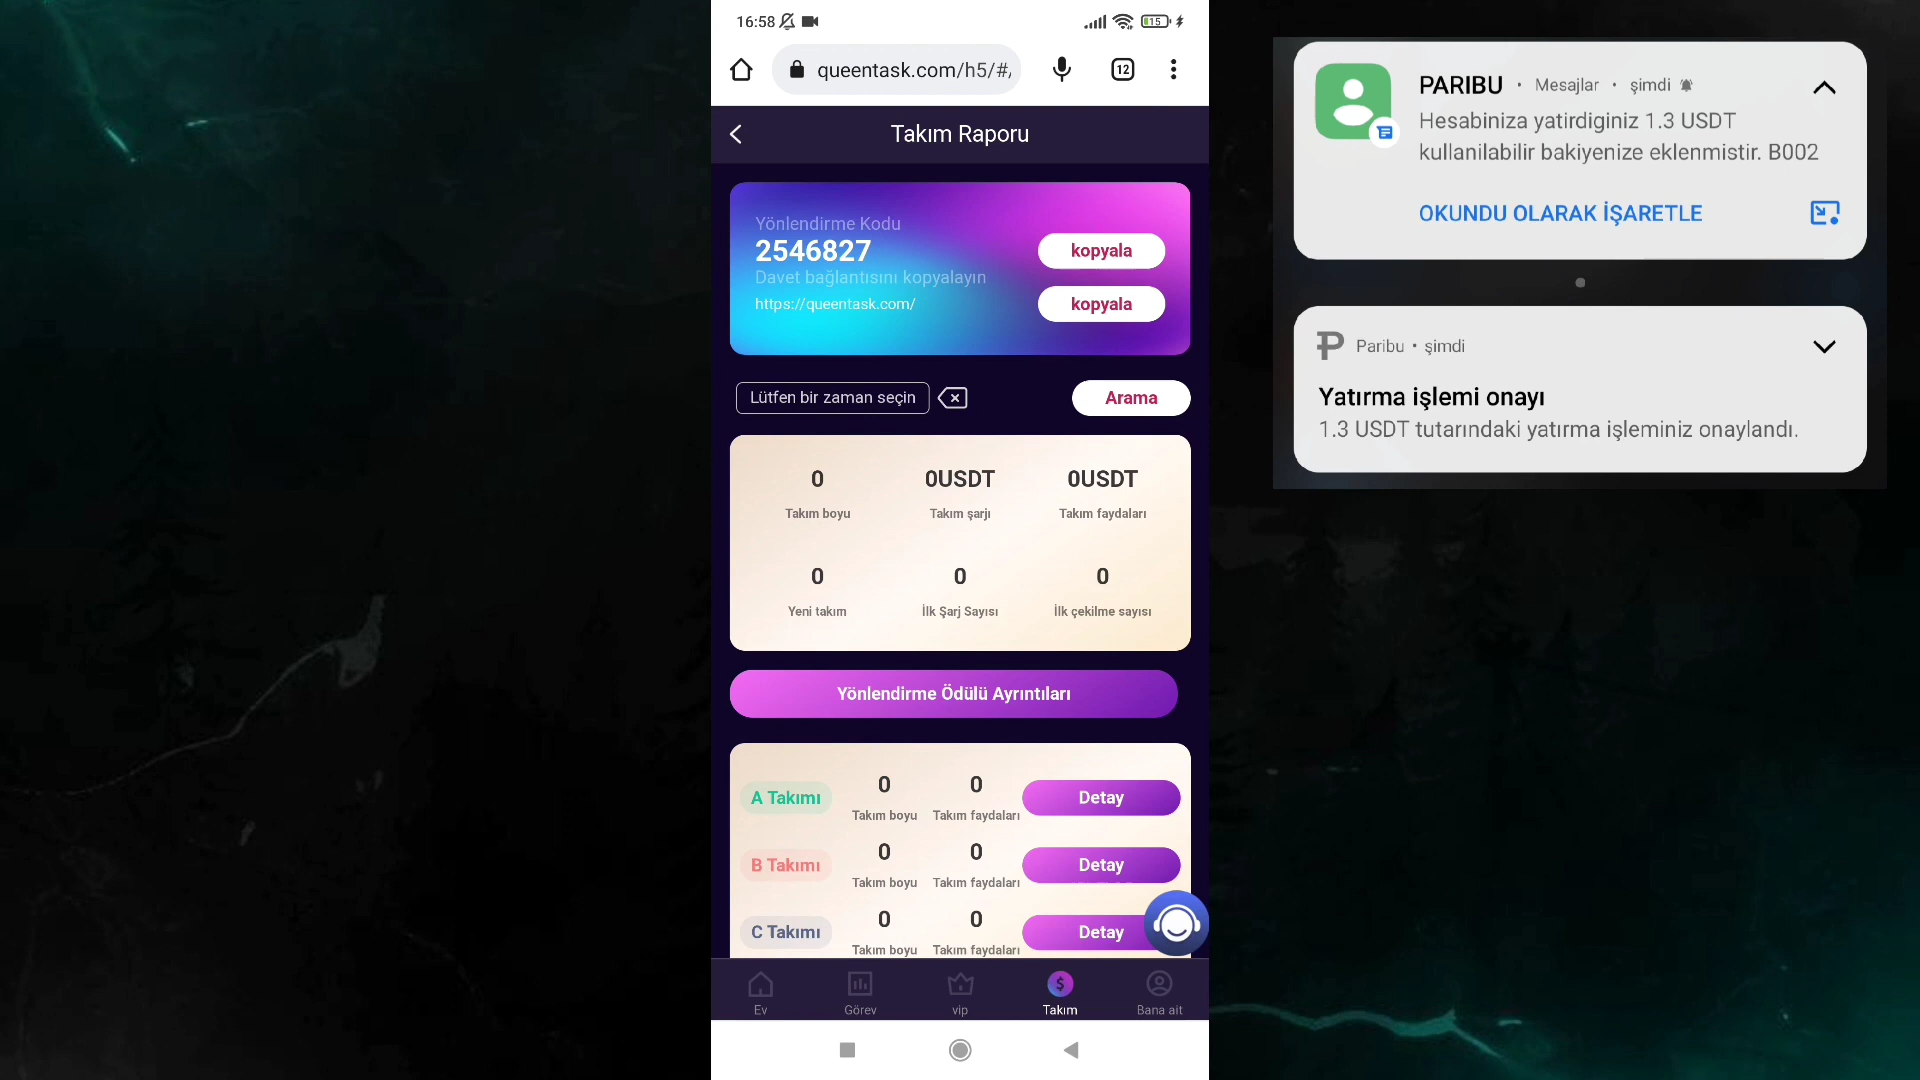 16:58
15
queentask.com/h5/#/
12
Takım Raporu
Yönlendirme Kodu
2546827
kopyala
Davet bağlantısını kopyalayın
https://queentask.com/
kopyala
Lütfen bir zaman seçin
Arama
0 0USDT 0USDT
Takım boyu Takım şarjı Takım faydaları
0 0 0
Yeni takım İlk Şarj Sayısı İlk çekilme sayısı
Yönlendirme Ödülü Ayrıntıları
A Takımı 0 0 Detay
Takım boyu Takım faydaları
B Takımı 0 0 Detay
Takım boyu Takım faydaları
C Takımı 0 0 Detay
Takım boyu Takım faydaları
Ev Görev vip Takım Bana ait
PARIBU • Mesajlar • şimdi
Hesabiniza yatirdiginiz 1.3 USDT
kullanilabilir bakiyenize eklenmistir. B002
OKUNDU OLARAK İŞARETLE
Paribu • şimdi
Yatırma işlemi onayı
1.3 USDT tutarındaki yatırma işleminiz onaylandı.